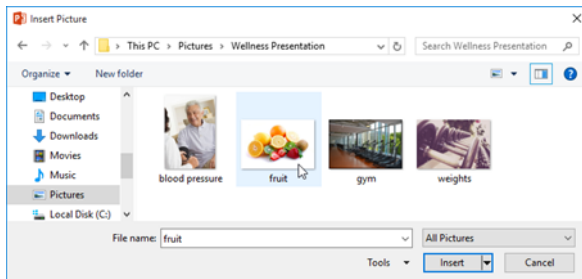 Insert Picture
This PC > Pictures > Wellness Presentation
Search Wellness Presentation
Organize
New folder
Desktop
Documents
Downloads
Movies
Music
Pictures
Local Disk (C:)
blood pressure
fruit
gym
weights
File name: fruit
All Pictures
Tools
Insert
Cancel